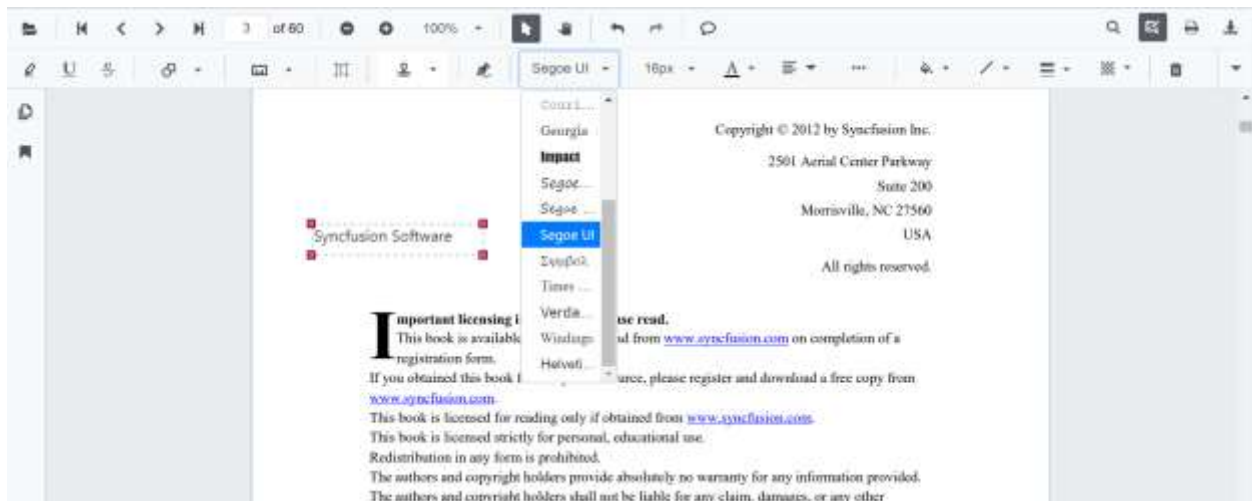 3 of 60 100%
Segoe UI 16px
Couri...
Georgia
Impact
Segoe...
Segoe ...
Segoe UI
Συμβολ
Times ...
Verda...
Windings
Helveti...
Copyright © 2012 by Syncfusion Inc.
2501 Aerial Center Parkway
Suite 200
Morrisville, NC 27560
USA
All rights reserved.
Syncfusion Software
Important licensing i se read.
This book is available d from www.syncfusion.com on completion of a
registration form.
If you obtained this book urce, please register and download a free copy from
www.syncfusion.com.
This book is licensed for reading only if obtained from www.syncfusion.com.
This book is licensed strictly for personal, educational use.
Redistribution in any form is prohibited.
The authors and copyright holders provide absolutely no warranty for any information provided.
The authors and copyright holders shall not be liable for any claim, damages, or any other